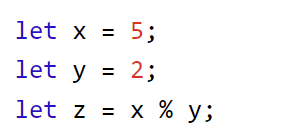 let x = 5;
let y = 2;
let z = x % y;